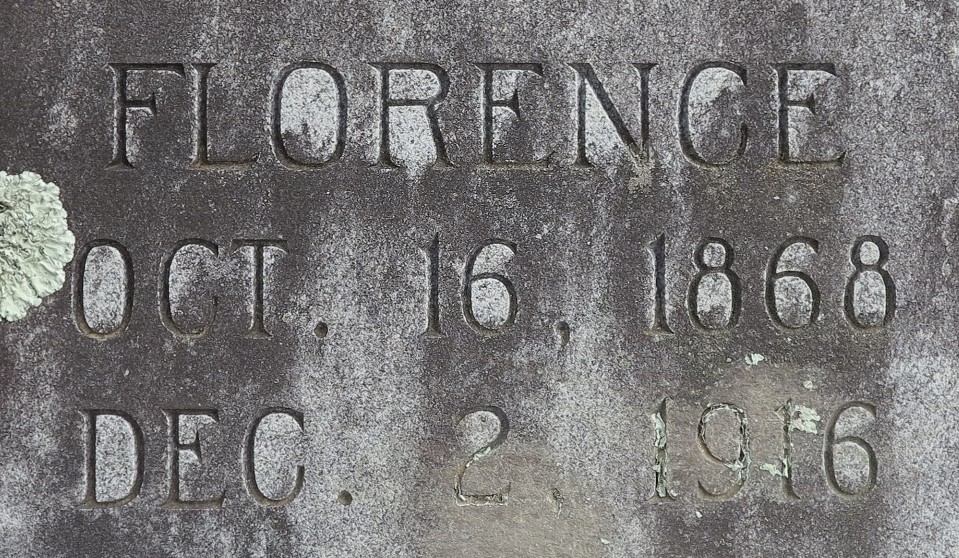 FLORENCE
OCT. 16, 1868
DEC. 2, 1916